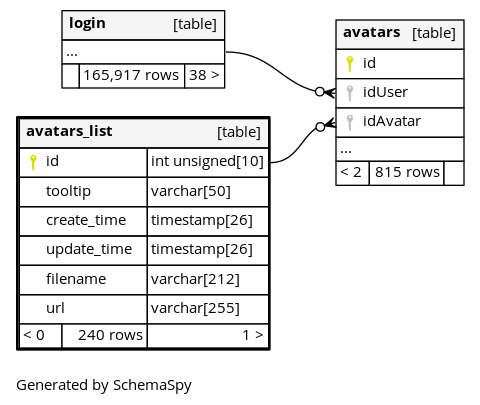 login [table]
...
165,917 rows 38 >
avatars [table]
id
idUser
idAvatar
...
< 2 815 rows
avatars_list [table]
id int unsigned[10]
tooltip varchar[50]
create_time timestamp[26]
update_time timestamp[26]
filename varchar[212]
url varchar[255]
< 0 240 rows 1 >
Generated by SchemaSpy